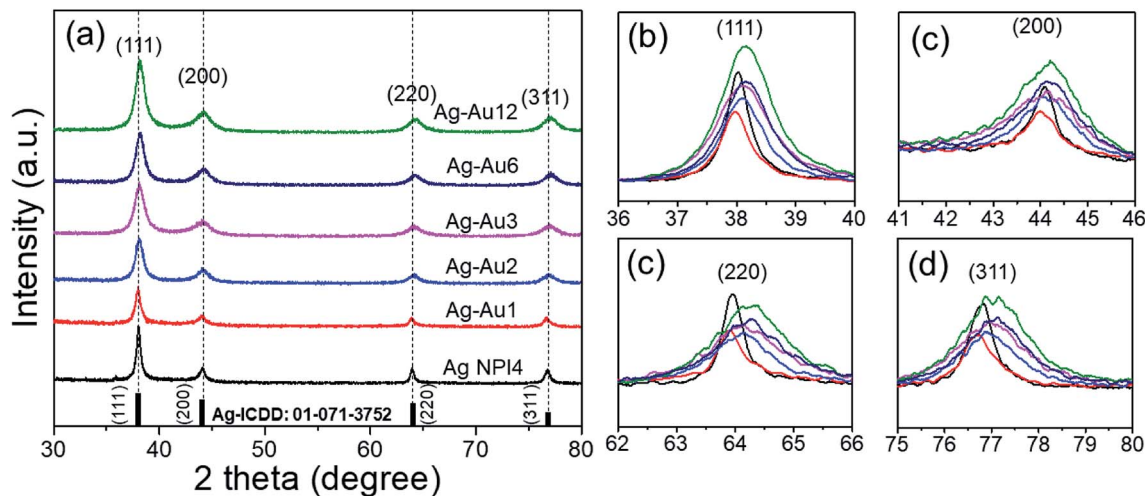 (a)
(111)
(200)
(220)
(311)
Ag-Au12
Ag-Au6
Ag-Au3
Ag-Au2
Ag-Au1
Ag NPI4
(111)
(200)
Ag-ICDD: 01-071-3752
(220)
(311)
30 40 50 60 70 80
2 theta (degree)
Intensity (a.u.)
(b)
(111)
36 37 38 39 40
(c)
(200)
41 42 43 44 45 46
(c)
(220)
62 63 64 65 66
(d)
(311)
75 76 77 78 79 80